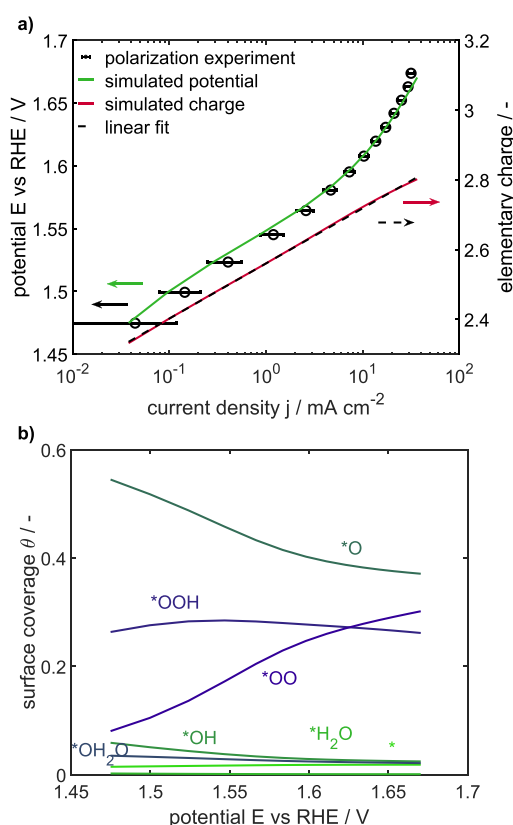 a)
1.7
1.65
1.6
1.55
1.5
1.45
potential E vs RHE / V
polarization experiment
simulated potential
simulated charge
linear fit
3.2
3
2.8
2.6
2.4
elementary charge / -
10-2
10-1
100
101
102
current density j / mA cm-2
b)
0.6
0.4
0.2
0
surface coverage θ / -
*O
*OOH
*OO
*OH
*H2O
*
*OH2O
1.45
1.5
1.55
1.6
1.65
1.7
potential E vs RHE / V